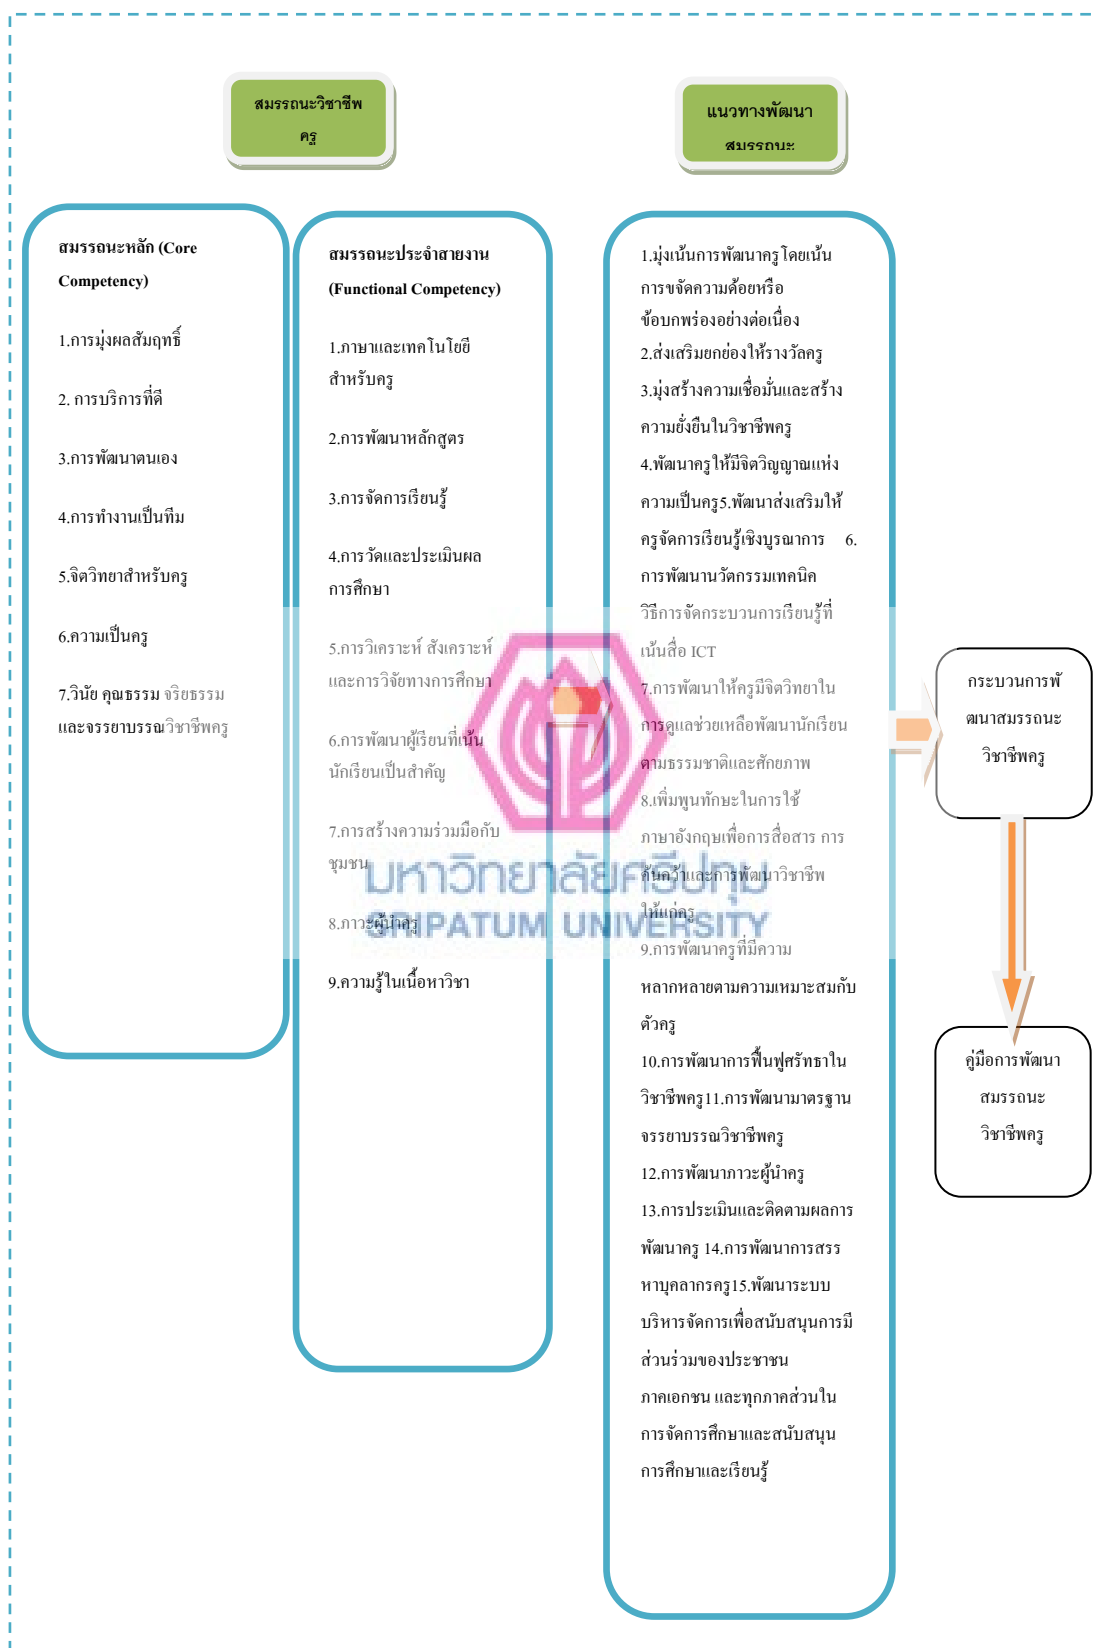 สมรรถนะวิชาชีพ
ครู
แนวทางพัฒนา
สมรรถนะ
สมรรถนะหลัก (Core
Competency)
1.การมุ่งผลสัมฤทธิ์
2. การบริการที่ดี
3.การพัฒนาตนเอง
4.การทำงานเป็นทีม
5.จิตวิทยาสำหรับครู
6.ความเป็นครู
7.วินัย คุณธรรม จริยธรรม
และจรรยาบรรณวิชาชีพครู
สมรรถนะประจำสายงาน
(Functional Competency)
1.ภาษาและเทคโนโยยี
สำหรับครู
2.การพัฒนาหลักสูตร
3.การจัดการเรียนรู้
4.การวัดและประเมินผล
การศึกษา
5.การวิเคราะห์ สังเคราะห์
และการวิจัยทางการศึกษา
6.การพัฒนาผู้เรียนที่เน้น
นักเรียนเป็นสำคัญ
7.การสร้างความร่วมมือกับ
ชุมชน
8.ภาวะผู้นำครู
9.ความรู้ในเนื้อหาวิชา
1.มุ่งเน้นการพัฒนาครูโดยเน้น
การขจัดความด้อยหรือ
ข้อบกพร่องอย่างต่อเนื่อง
2.ส่งเสริมยกย่องให้รางวัลครู
3.มุ่งสร้างความเชื่อมั่นและสร้าง
ความยั่งยืนในวิชาชีพครู
4.พัฒนาครูให้มีจิตวิญญาณแห่ง
ความเป็นครู5.พัฒนาส่งเสริมให้
ครูจัดการเรียนรู้เชิงบูรณาการ 6.
การพัฒนานวัตกรรมเทคนิค
วิธีการจัดกระบวนการเรียนรู้ที่
เน้นสื่อ ICT
7.การพัฒนาให้ครูมีจิตวิทยาใน
การดูแลช่วยเหลือพัฒนานักเรียน
ตามธรรมชาติและศักยภาพ
8.เพิ่มพูนทักษะในการใช้
ภาษาอังกฤษเพื่อการสื่อสาร การ
ค้นคว้าและการพัฒนาวิชาชีพ
ให้แก่ครู
9.การพัฒนาครูที่มีความ
หลากหลายตามความเหมาะสมกับ
ตัวครู
10.การพัฒนาการฟื้นฟูศรัทธาใน
วิชาชีพครู11.การพัฒนามาตรฐาน
จรรยาบรรณวิชาชีพครู
12.การพัฒนาภาวะผู้นำครู
13.การประเมินและติดตามผลการ
พัฒนาครู 14.การพัฒนาการสรร
หาบุคลากรครู15.พัฒนาระบบ
บริหารจัดการเพื่อสนับสนุนการมี
ส่วนร่วมของประชาชน
ภาคเอกชน และทุกภาคส่วนใน
การจัดการศึกษาและสนับสนุน
การศึกษาและเรียนรู้
กระบวนการพั
ฒนาสมรรถนะ
วิชาชีพครู
คู่มือการพัฒนา
สมรรถนะ
วิชาชีพครู
มหาวิทยาลัยศรีปทุม
SRIPATUM UNIVERSITY